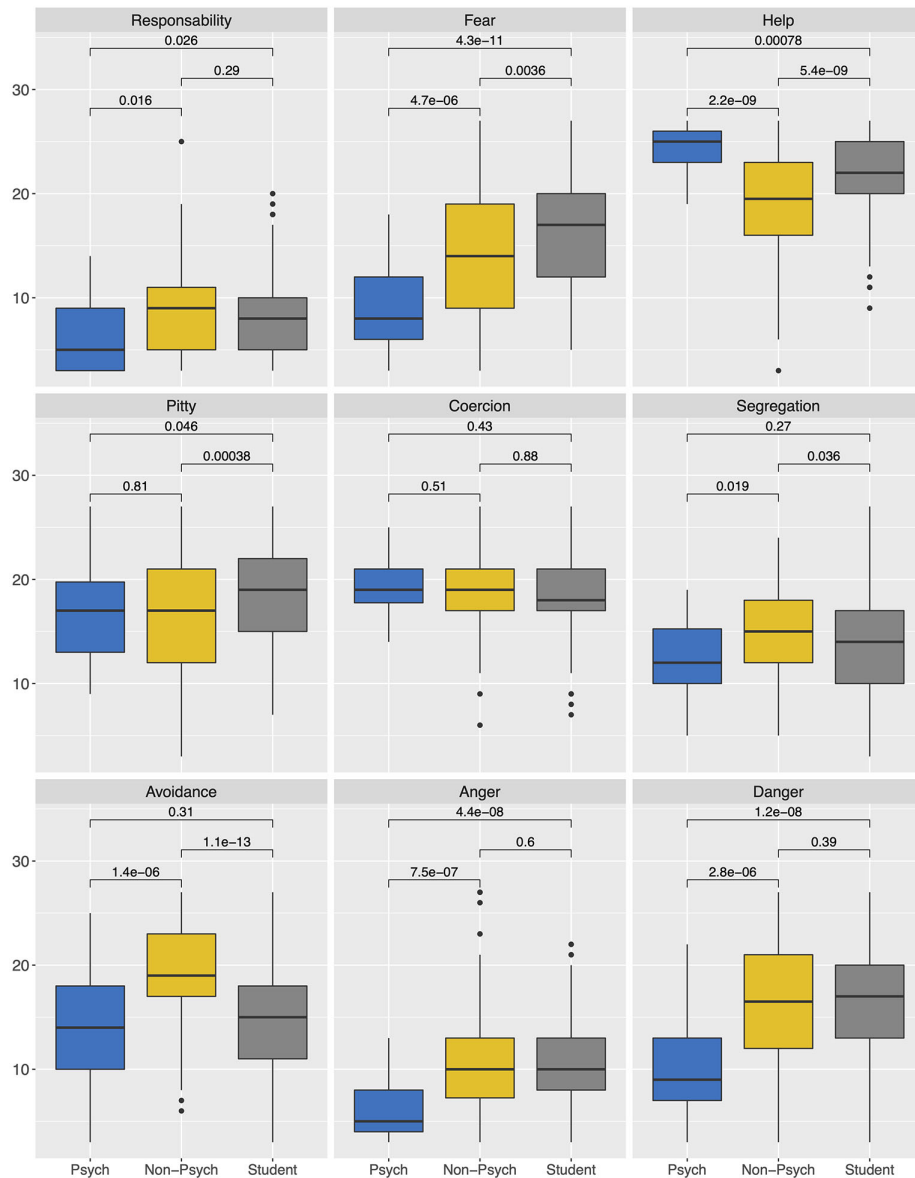 Responsability Fear Help
0.026 4.3e−11 0.00078
0.29 0.0036 5.4e−09
0.016 4.7e−06 2.2e−09
30
20
10
Pitty Coercion Segregation
0.046 0.43 0.27
0.00038 0.88 0.036
0.81 0.51 0.019
30
20
10
Avoidance Anger Danger
0.31 4.4e−08 1.2e−08
1.1e−13 0.6 0.39
1.4e−06 7.5e−07 2.8e−06
30
20
10
Psych Non−Psych Student Psych Non−Psych Student Psych Non−Psych Student